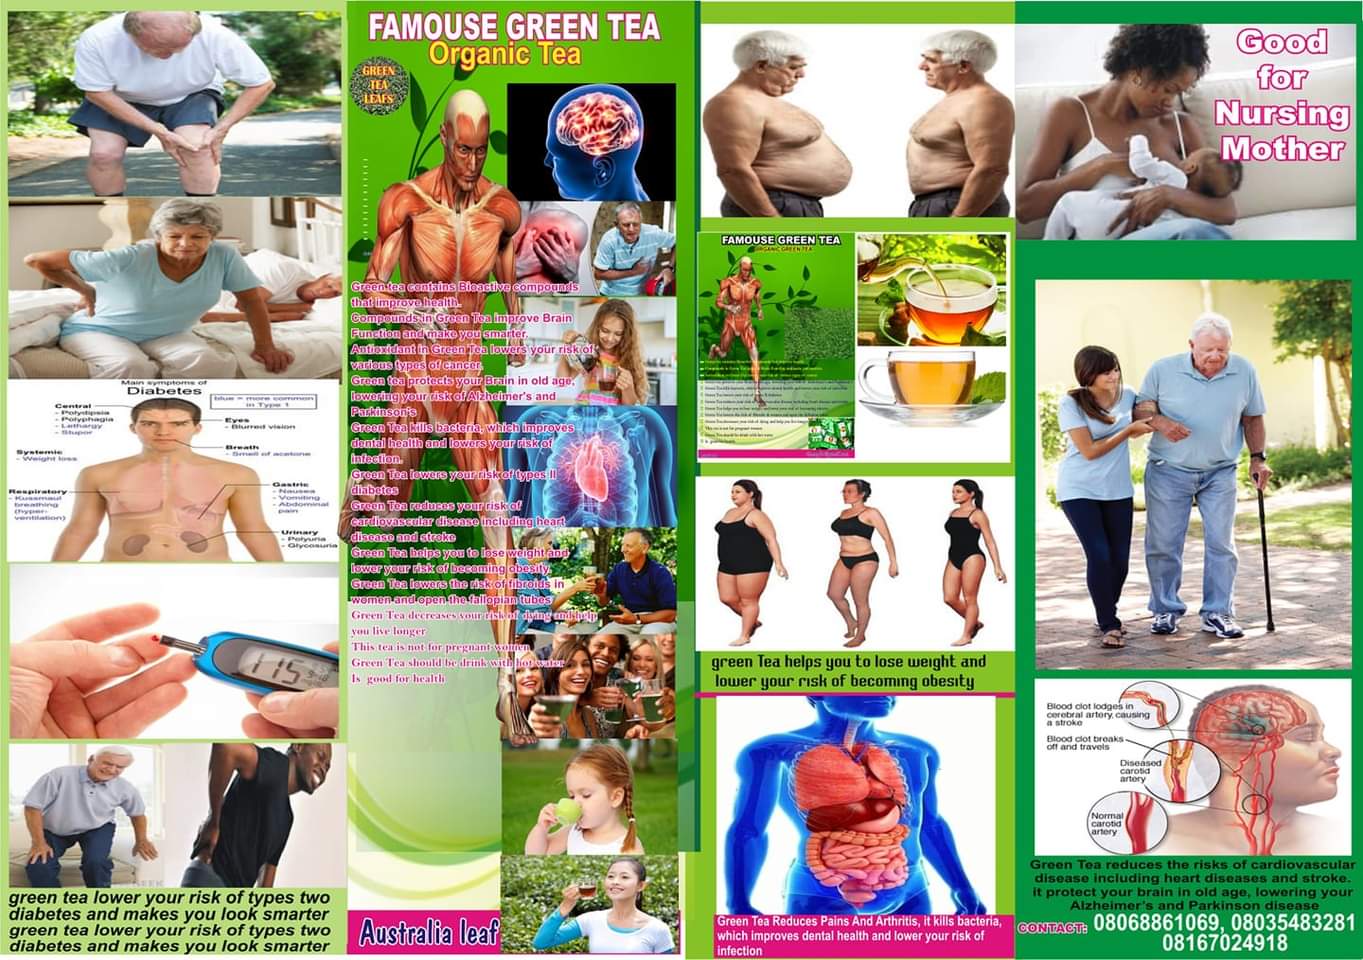 Main symptoms of
Diabetes
blue = more common
in Type 1
Central
- Polydipsia
- Polyphagia
- Lethargy
- Stupor
Eyes
- Blurred vision
Breath
- Smell of acetone
Systemic
- Weight loss
Respiratory
- Kussmaul
breathing
(hyper-
ventilation)
Gastric
- Nausea
- Vomiting
- Abdominal
pain
Urinary
- Polyuria
- Glycosuria
115
green tea lower your risk of types two
diabetes and makes you look smarter
green tea lower your risk of types two
diabetes and makes you look smarter
FAMOUSE GREEN TEA
Organic Tea
GREEN
TEA
LEAFS
Green tea contains Bioactive compounds
that improve health.
Compounds in Green Tea improve Brain
Function and make you smarter.
Antioxidant in Green Tea lowers your risk of
various types of cancer.
Green tea protects your Brain in old age,
lowering your risk of Alzheimer's and
Parkinson's
Green Tea kills bacteria, which improves
dental health and lowers your risk of
infection.
Green Tea lowers your risk of types II
diabetes
Green Tea reduces your risk of
cardiovascular disease including heart
disease and stroke
Green Tea helps you to lose weight and
lower your risk of becoming obesity.
Green Tea lowers the risk of fibroids in
women and open the fallopian tubes
Green Tea decreases your risk of dying and help
you live longer
This tea is not for pregnant women
Green Tea should be drink with hot water
Is good for health
Australia leaf
FAMOUSE GREEN TEA
ORGANIC GREEN TEA
green Tea helps you to lose weight and
lower your risk of becoming obesity
Green Tea Reduces Pains And Arthritis, it kills bacteria,
which improves dental health and lower your risk of
infection
Good
for
Nursing
Mother
Blood clot lodges in
cerebral artery, causing
a stroke
Blood clot breaks
off and travels
Diseased
carotid
artery
Normal
carotid
artery
Green Tea reduces the risks of cardiovascular
disease including heart diseases and stroke.
it protect your brain in old age, lowering your
Alzheimer's and Parkinson disease
CONTACT: 08068861069, 08035483281
08167024918